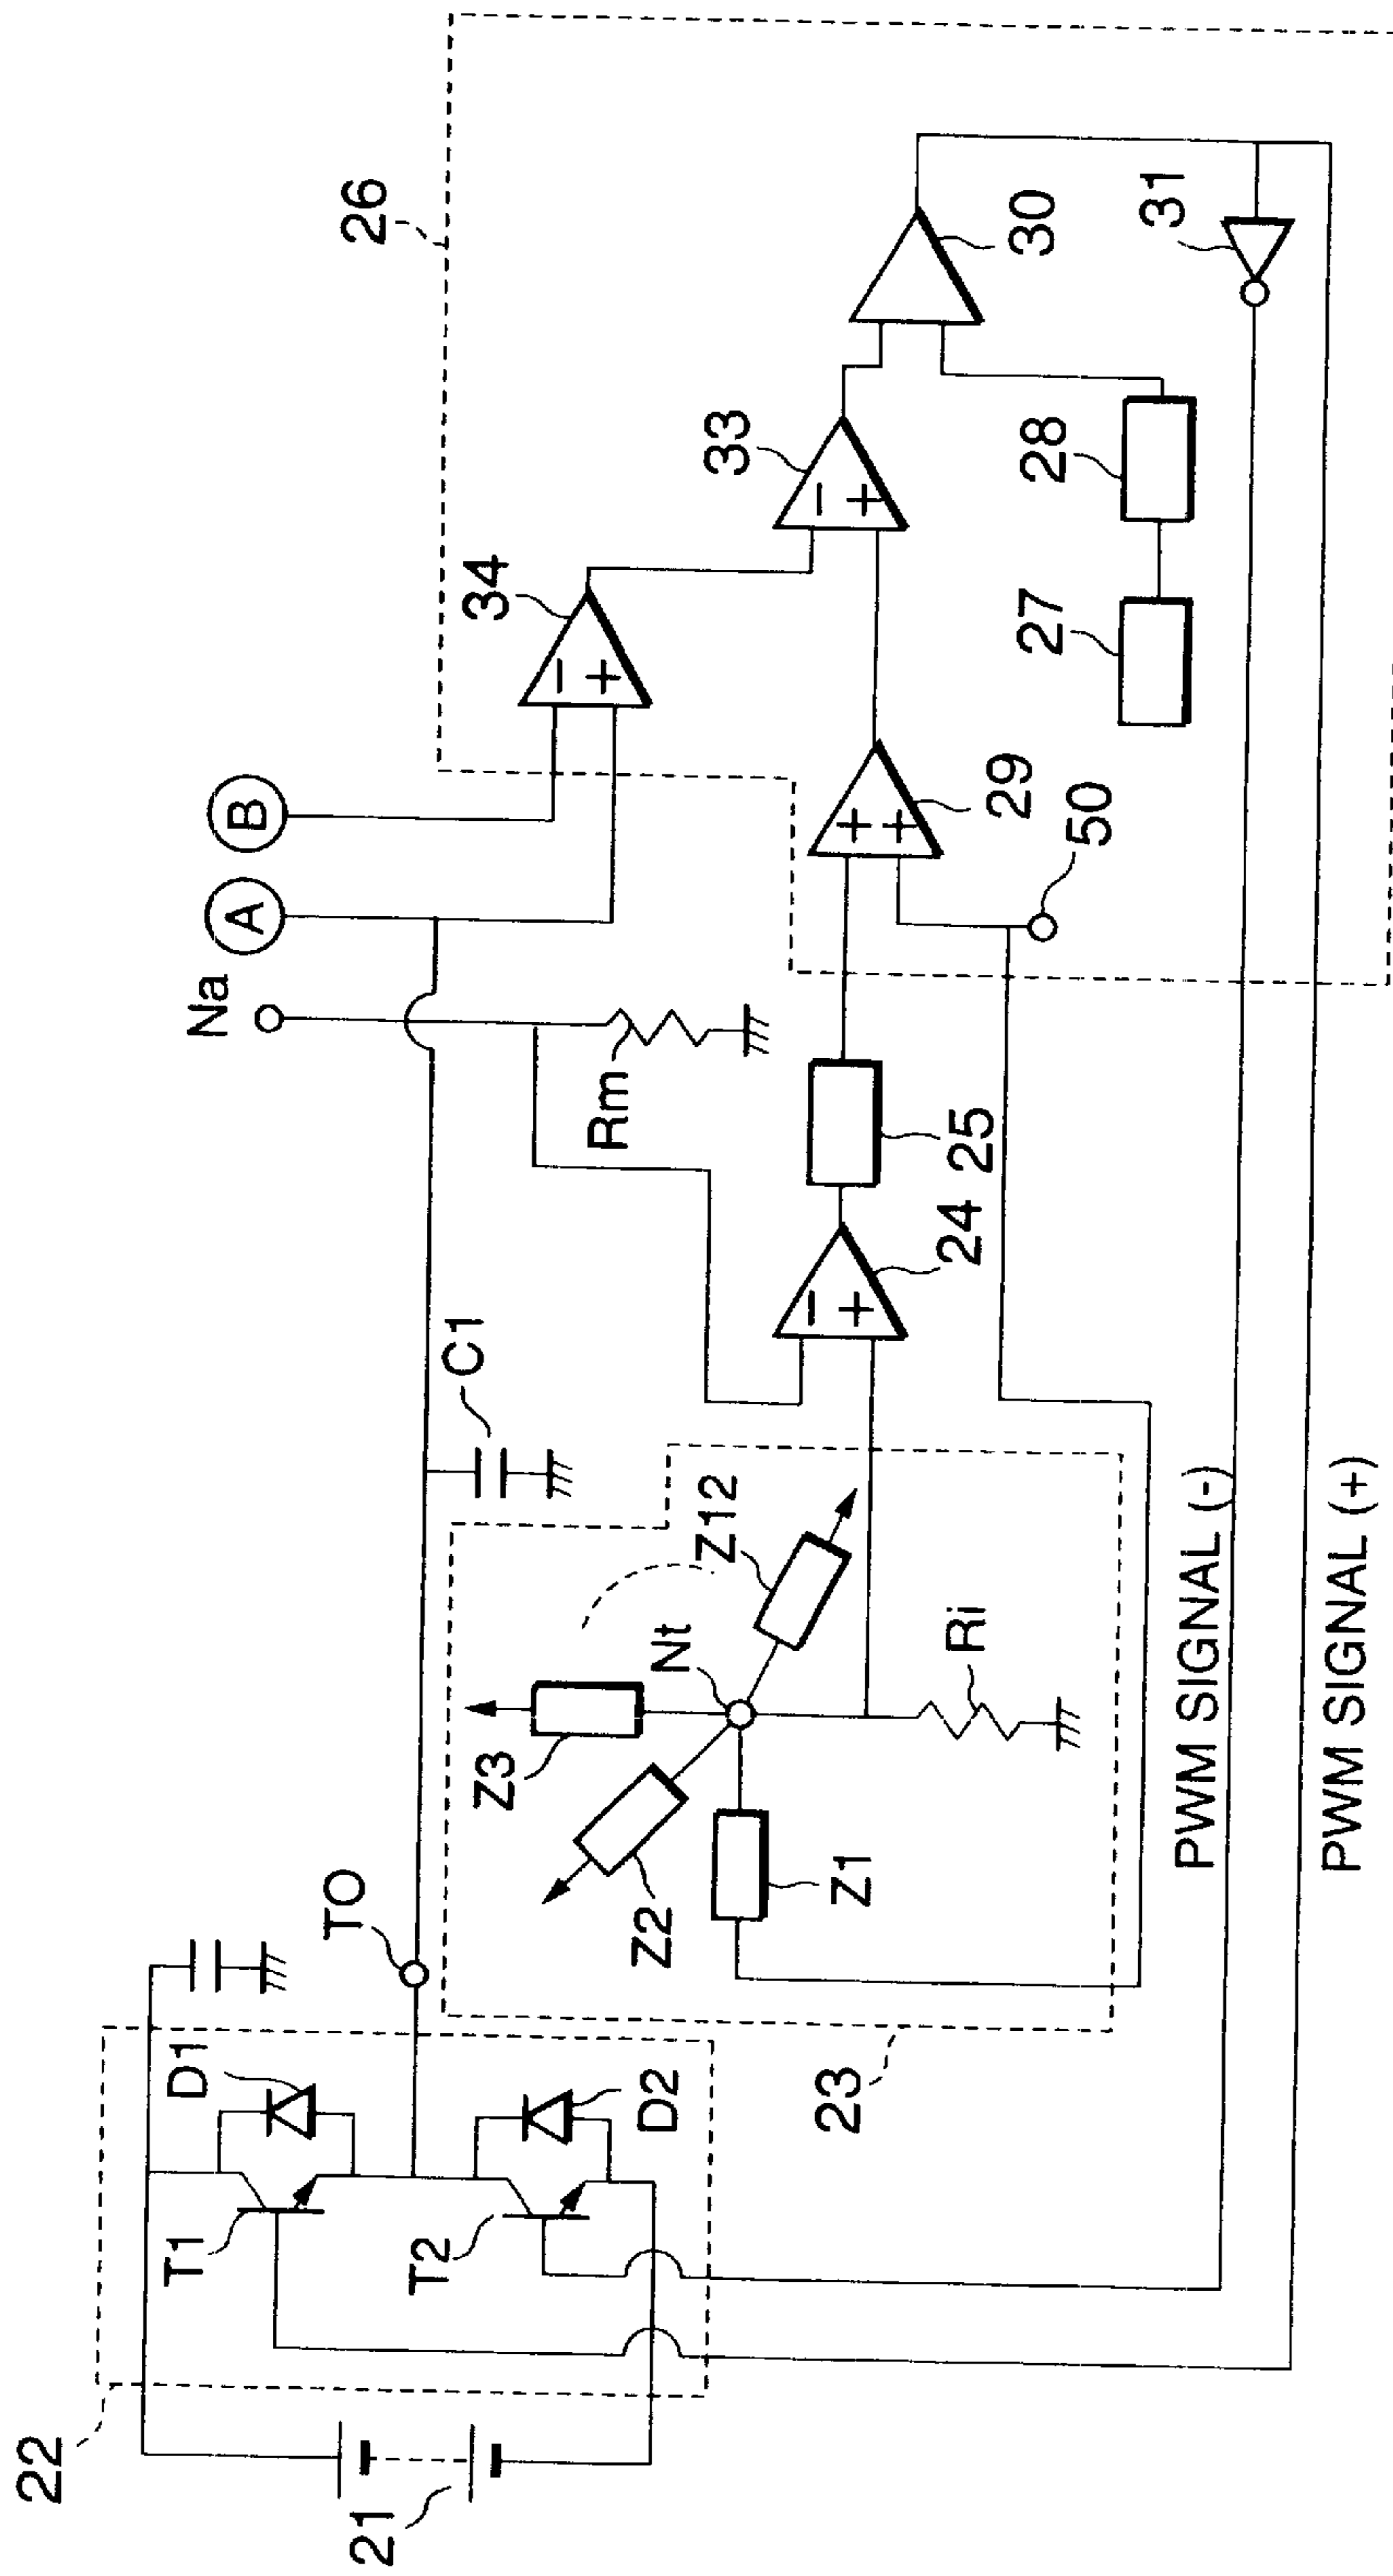 22
21
T1
D1
T2
D2
TO
23
Z1
Z2
Z3
Nt
Z12
Ri
C1
Na
A
B
Rm
-
+
24
25
+
+
29
50
34
-
+
26
33
-
+
30
27
28
31
PWM SIGNAL (-)
PWM SIGNAL (+)